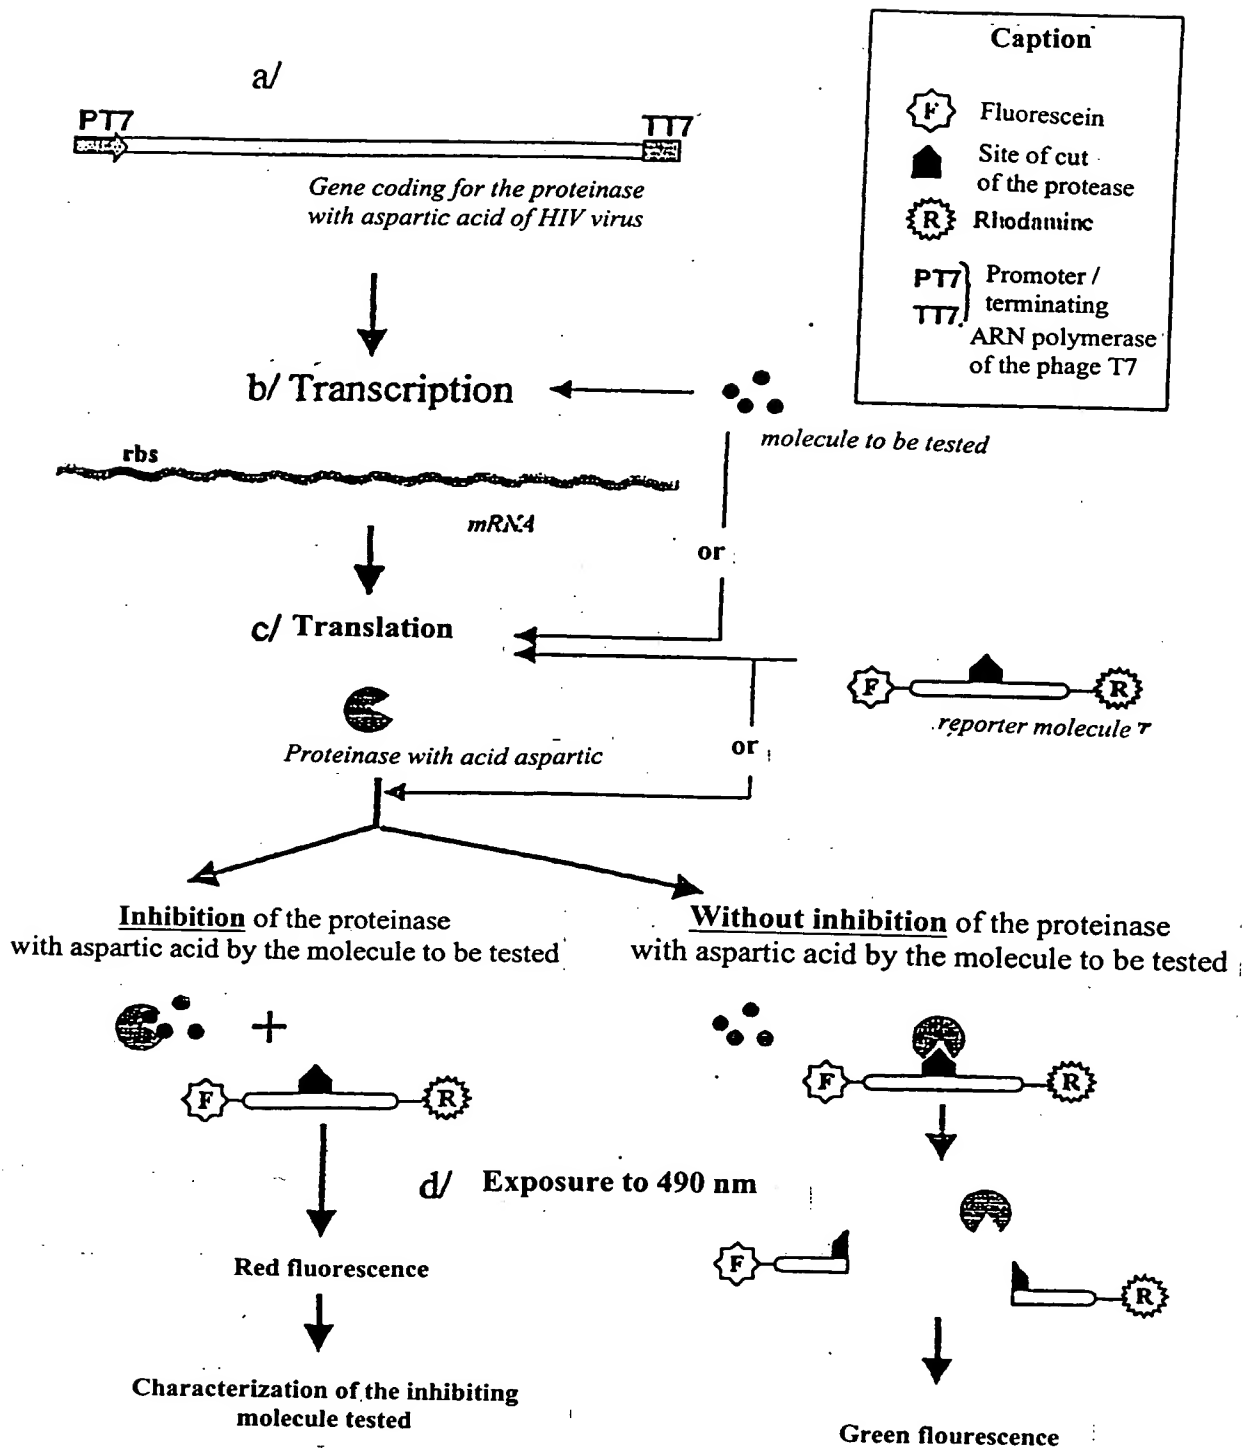 a/
PT7
TT7
Gene coding for the proteinase
with aspartic acid of HIV virus
Caption
F Fluorescein
Site of cut
of the protease
R Rhodamine
PT7 Promoter /
TT7 terminating
ARN polymerase
of the phage T7
b/ Transcription
molecule to be tested
rbs
mRNA
or
c/ Translation
F
R
reporter molecule
Proteinase with acid aspartic
or
Inhibition of the proteinase
with aspartic acid by the molecule to be tested
Without inhibition of the proteinase
with aspartic acid by the molecule to be tested
+
F
R
F
R
d/ Exposure to 490 nm
F
R
Red fluorescence
Characterization of the inhibiting
molecule tested
Green flourescence